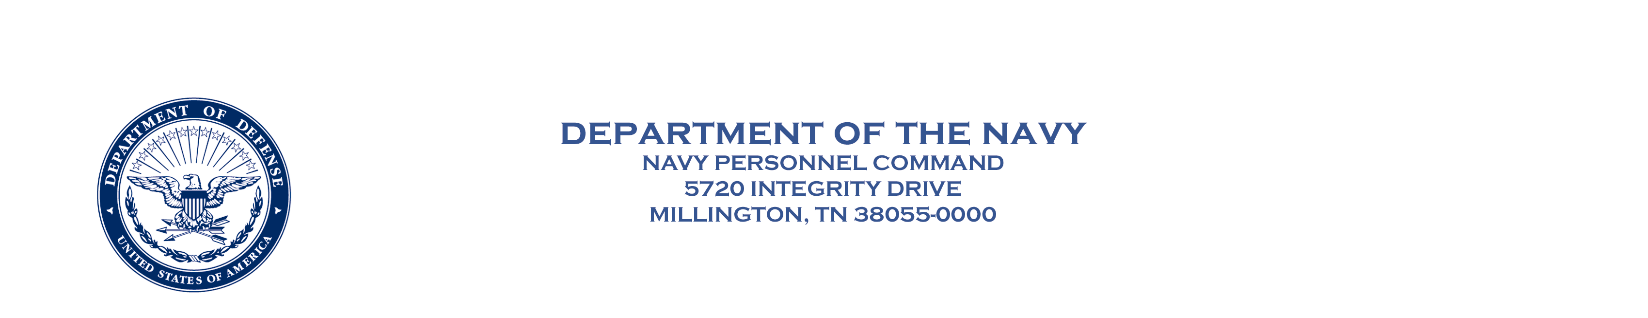 DEPARTMENT OF DEFENSE
UNITED STATES OF AMERICA
DEPARTMENT OF THE NAVY
NAVY PERSONNEL COMMAND
5720 INTEGRITY DRIVE
MILLINGTON, TN 38055-0000